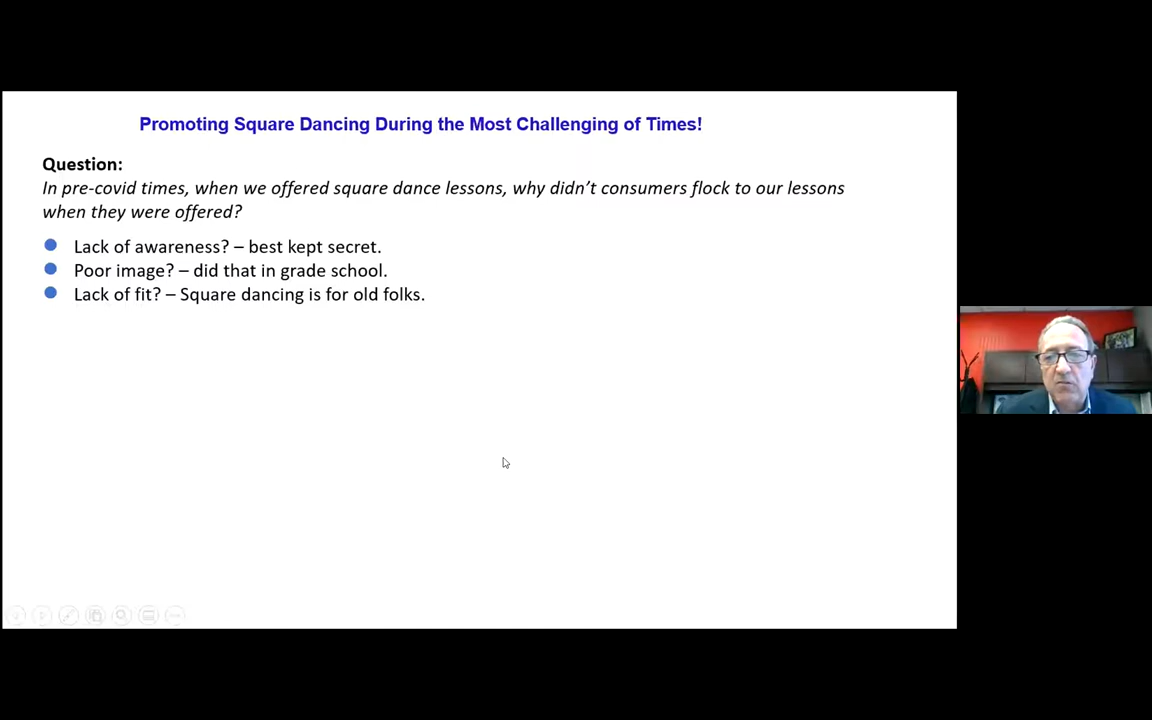 Promoting Square Dancing During the Most Challenging of Times!
Question:
In pre-covid times, when we offered square dance lessons, why didn’t consumers flock to our lessons
when they were offered?
Lack of awareness? – best kept secret.
Poor image? – did that in grade school.
Lack of fit? – Square dancing is for old folks.